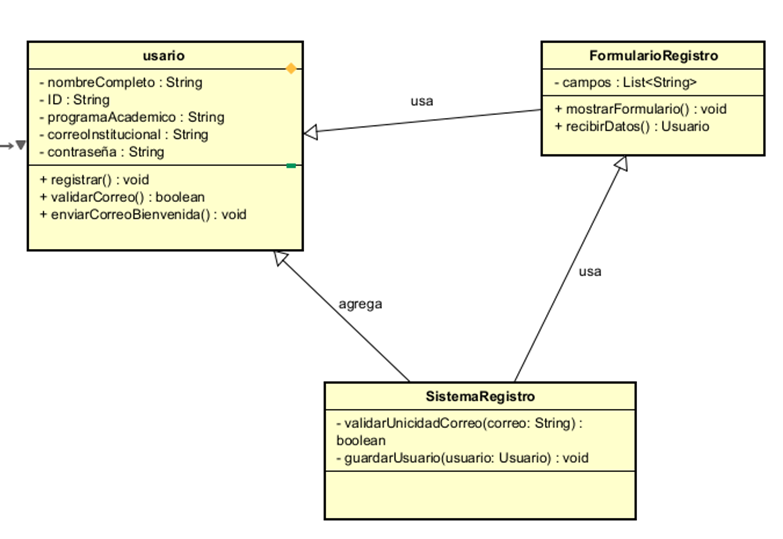 usario
- nombreCompleto : String
- ID : String
- programaAcademico : String
- correoInstitucional : String
- contraseña : String
+ registrar() : void
+ validarCorreo() : boolean
+ enviarCorreoBienvenida() : void
usa
FormularioRegistro
- campos : List<String>
+ mostrarFormulario() : void
+ recibirDatos() : Usuario
agrega
usa
SistemaRegistro
- validarUnicidadCorreo(correo: String) :
boolean
- guardarUsuario(usuario: Usuario) : void